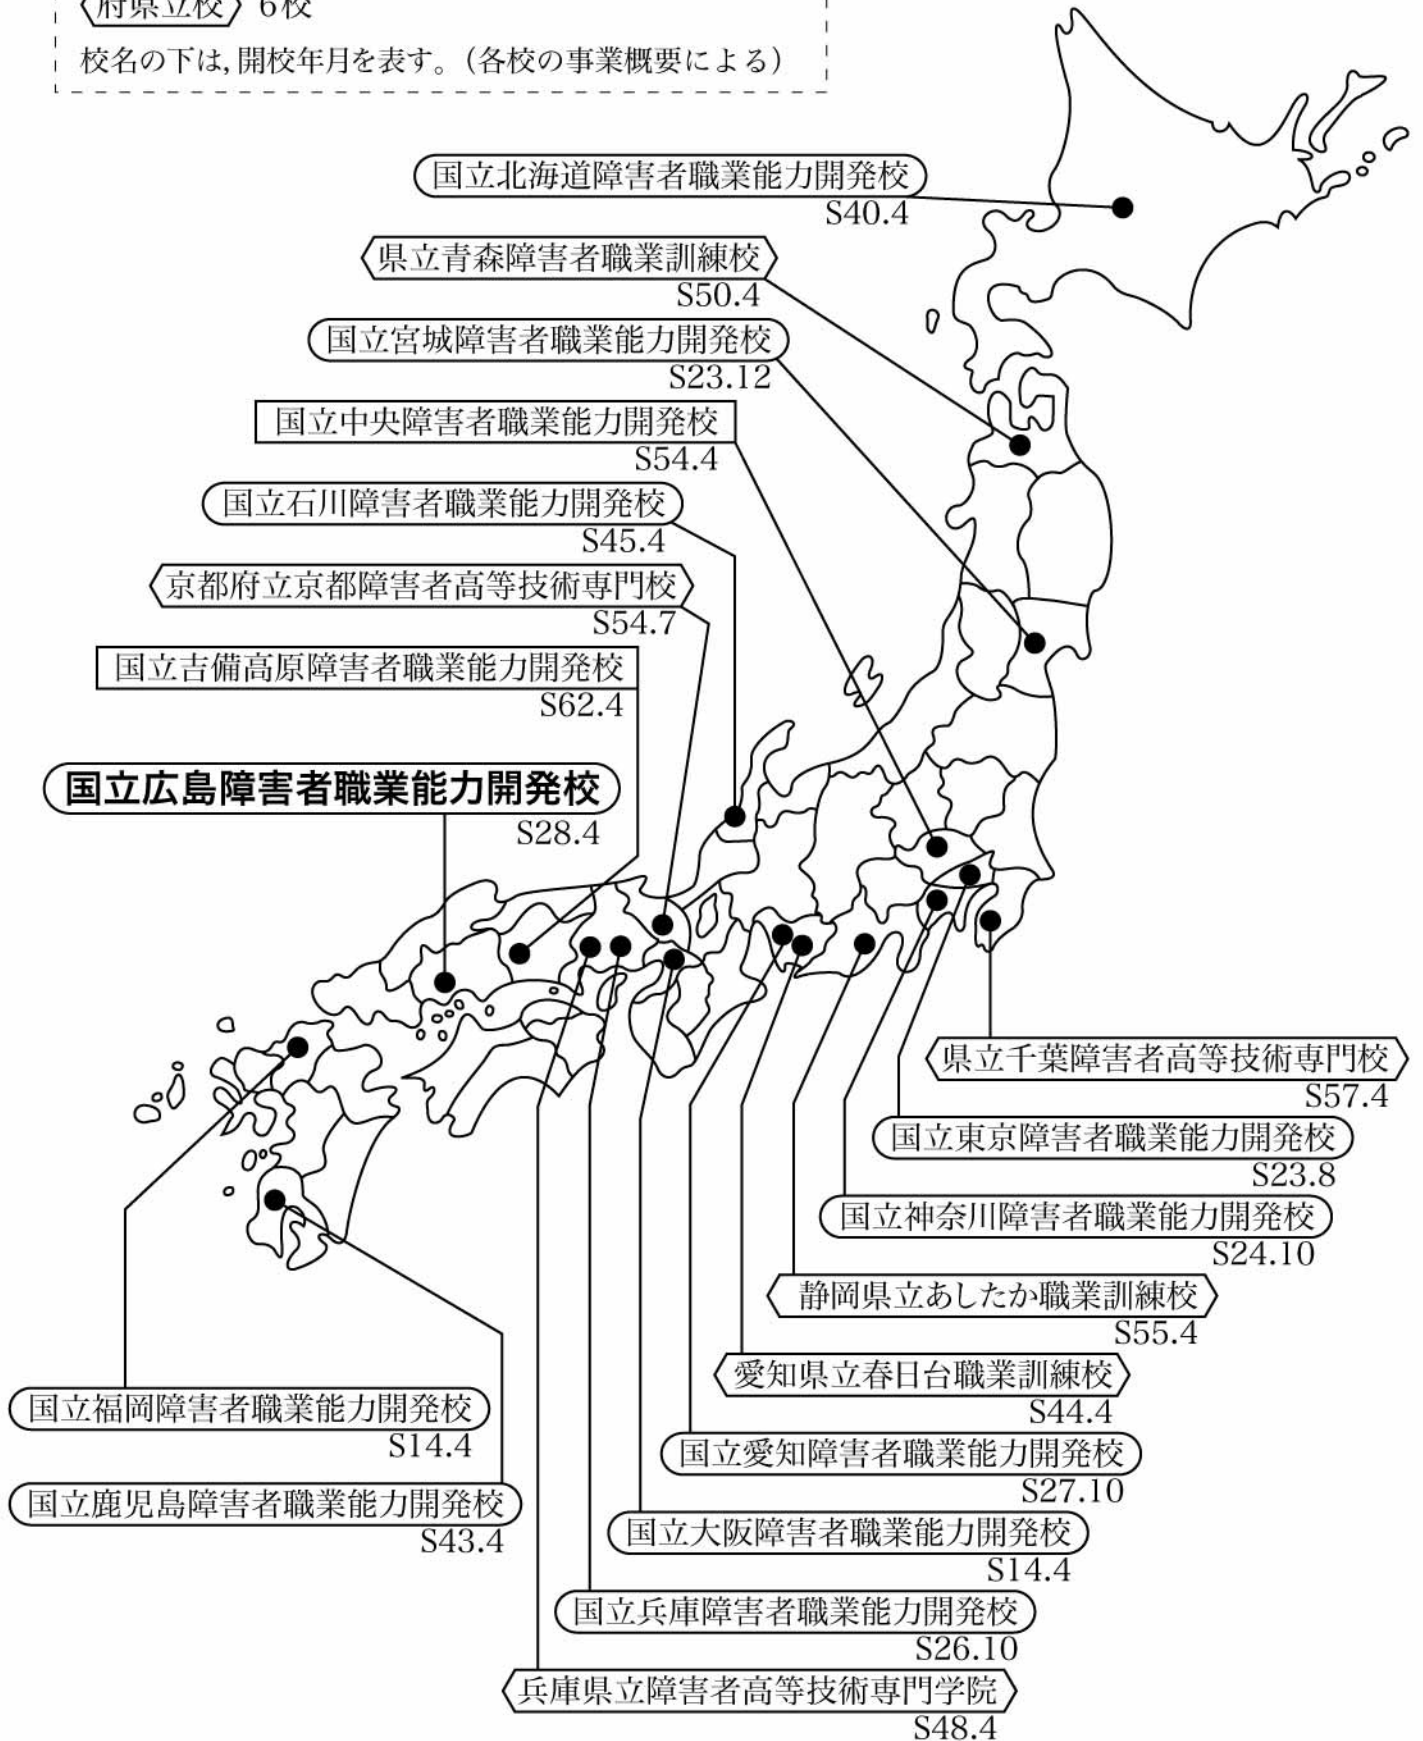 府県立校 6校
校名の下は,開校年月を表す。(各校の事業概要による)
国立北海道障害者職業能力開発校
S40.4
県立青森障害者職業訓練校
S50.4
国立宮城障害者職業能力開発校
S23.12
国立中央障害者職業能力開発校
S54.4
国立石川障害者職業能力開発校
S45.4
京都府立京都障害者高等技術専門校
S54.7
国立吉備高原障害者職業能力開発校
S62.4
国立広島障害者職業能力開発校
S28.4
県立千葉障害者高等技術専門校
S57.4
国立東京障害者職業能力開発校
S23.8
国立神奈川障害者職業能力開発校
S24.10
静岡県立あしたか職業訓練校
S55.4
愛知県立春日台職業訓練校
S44.4
国立愛知障害者職業能力開発校
S27.10
国立大阪障害者職業能力開発校
S14.4
国立兵庫障害者職業能力開発校
S26.10
兵庫県立障害者高等技術専門学院
S48.4
国立福岡障害者職業能力開発校
S14.4
国立鹿児島障害者職業能力開発校
S43.4